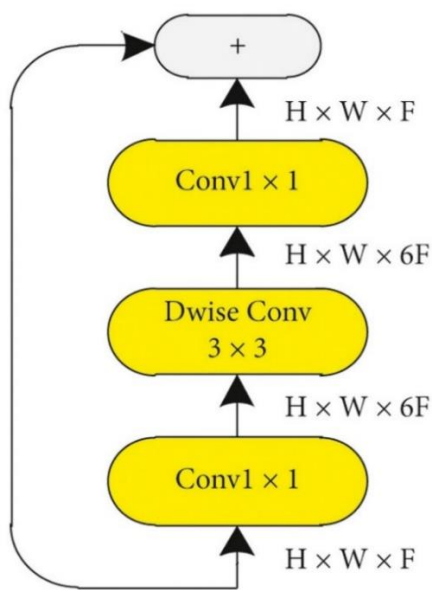 +
H × W × F
Conv1 × 1
H × W × 6F
Dwise Conv
3 × 3
H × W × 6F
Conv1 × 1
H × W × F